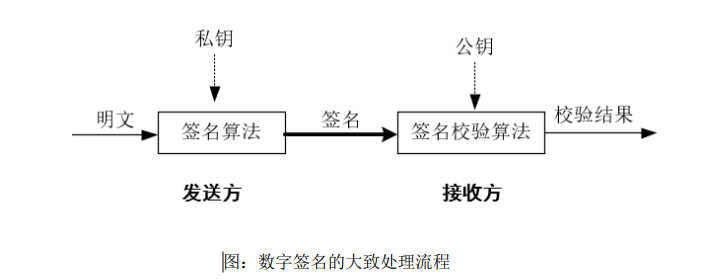 私钥
公钥
明文
签名算法
签名
签名校验算法
校验结果
发送方
接收方
图：数字签名的大致处理流程